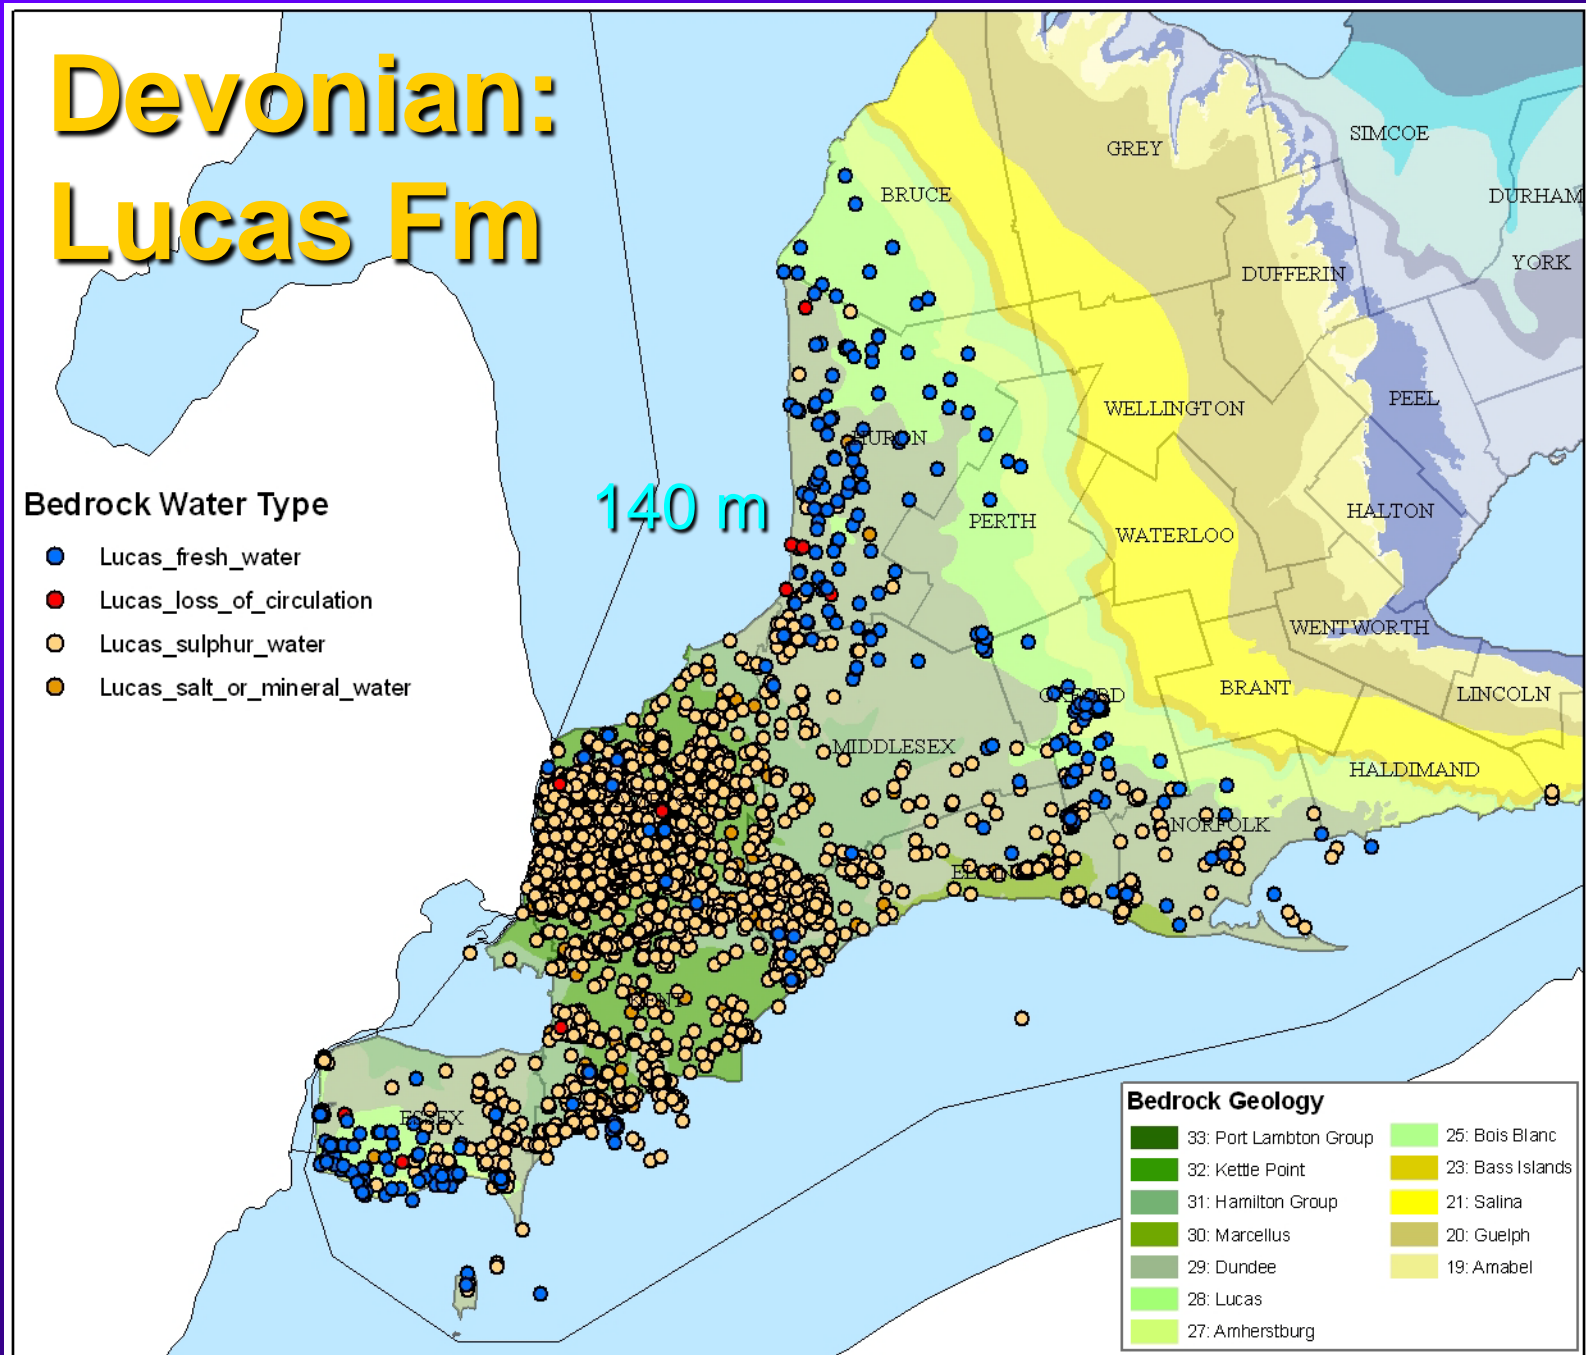 Devonian:
Lucas Fm
SIMCOE
GREY
BRUCE
DURHAM
YORK
DUFFERIN
PEEL
WELLINGTON
HURON
Bedrock Water Type
140 m
HALTON
PERTH
WATERLOO
Lucas_fresh_water
Lucas_loss_of_circulation
WENTWORTH
Lucas_sulphur_water
Lucas_salt_or_mineral_water
BRANT
LINCOLN
OXFORD
MIDDLESEX
HALDIMAND
NORFOLK
ELGIN
KENT
ESSEX
Bedrock Geology
33: Port Lambton Group
32: Kettle Point
31: Hamilton Group
30: Marcellus
29: Dundee
28: Lucas
27: Amherstburg
25: Bois Blanc
23: Bass Islands
21: Salina
20: Guelph
19: Amabel